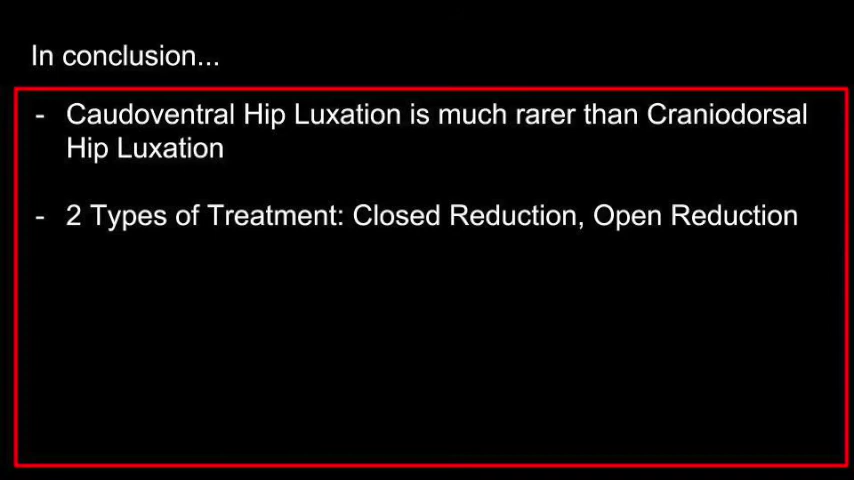 In conclusion...
- Caudoventral Hip Luxation is much rarer than Craniodorsal
Hip Luxation
- 2 Types of Treatment: Closed Reduction, Open Reduction